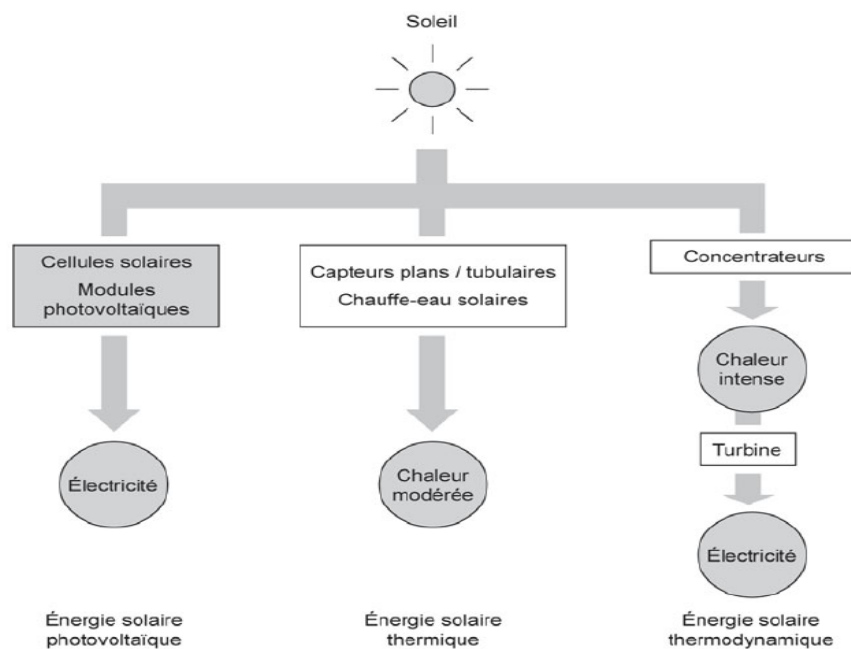 Soleil
Cellules solaires
Modules
photovoltaïques
Électricité
Énergie solaire
photovoltaïque
Capteurs plans / tubulaires
Chauffe-eau solaires
Chaleur
modérée
Énergie solaire
thermique
Concentrateurs
Chaleur
intense
Turbine
Électricité
Énergie solaire
thermodynamique